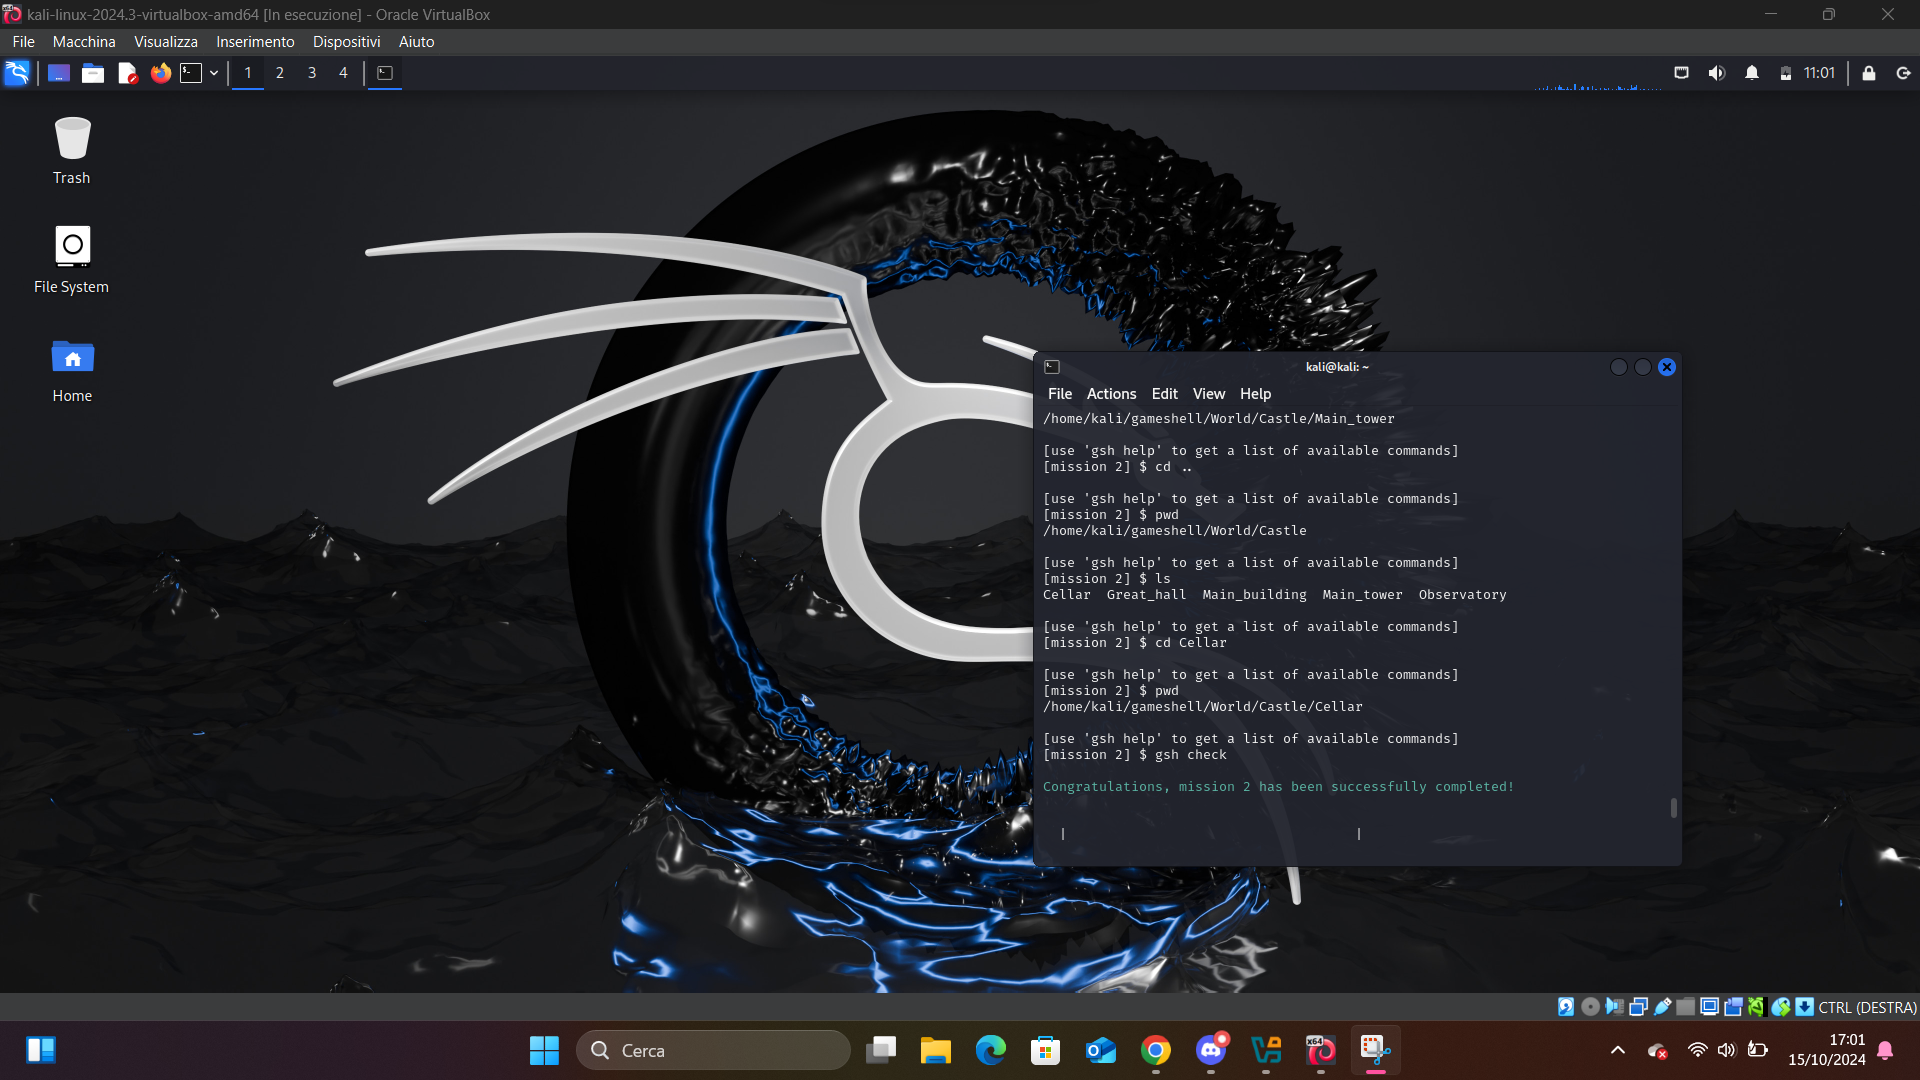 kali-linux-2024.3-virtualbox-amd64 [In esecuzione] - Oracle VirtualBox
File Macchina Visualizza Inserimento Dispositivi Aiuto
1 2 3 4
11:01
Trash
File System
Home
kali@kali: ~
File Actions Edit View Help
/home/kali/gameshell/World/Castle/Main_tower
[use 'gsh help' to get a list of available commands]
[mission 2] $ cd ..
[use 'gsh help' to get a list of available commands]
[mission 2] $ pwd
/home/kali/gameshell/World/Castle
[use 'gsh help' to get a list of available commands]
[mission 2] $ ls
Cellar Great_hall Main_building Main_tower Observatory
[use 'gsh help' to get a list of available commands]
[mission 2] $ cd Cellar
[use 'gsh help' to get a list of available commands]
[mission 2] $ pwd
/home/kali/gameshell/World/Castle/Cellar
[use 'gsh help' to get a list of available commands]
[mission 2] $ gsh check
Congratulations, mission 2 has been successfully completed!
| |
CTRL (DESTRA)
Cerca
x64
17:01
15/10/2024